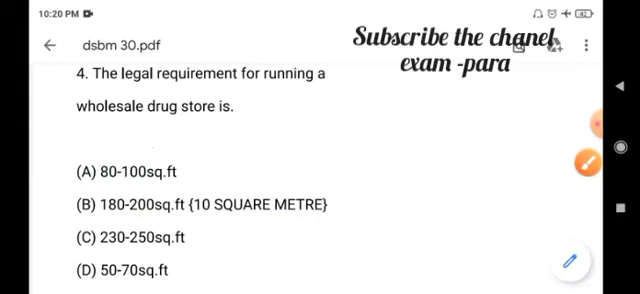 10:20 PM
42
dsbm 30.pdf
Subscribe the chanel
exam -para
4. The legal requirement for running a
wholesale drug store is.
(A) 80-100sq.ft
(B) 180-200sq.ft {10 SQUARE METRE}
(C) 230-250sq.ft
(D) 50-70sq.ft